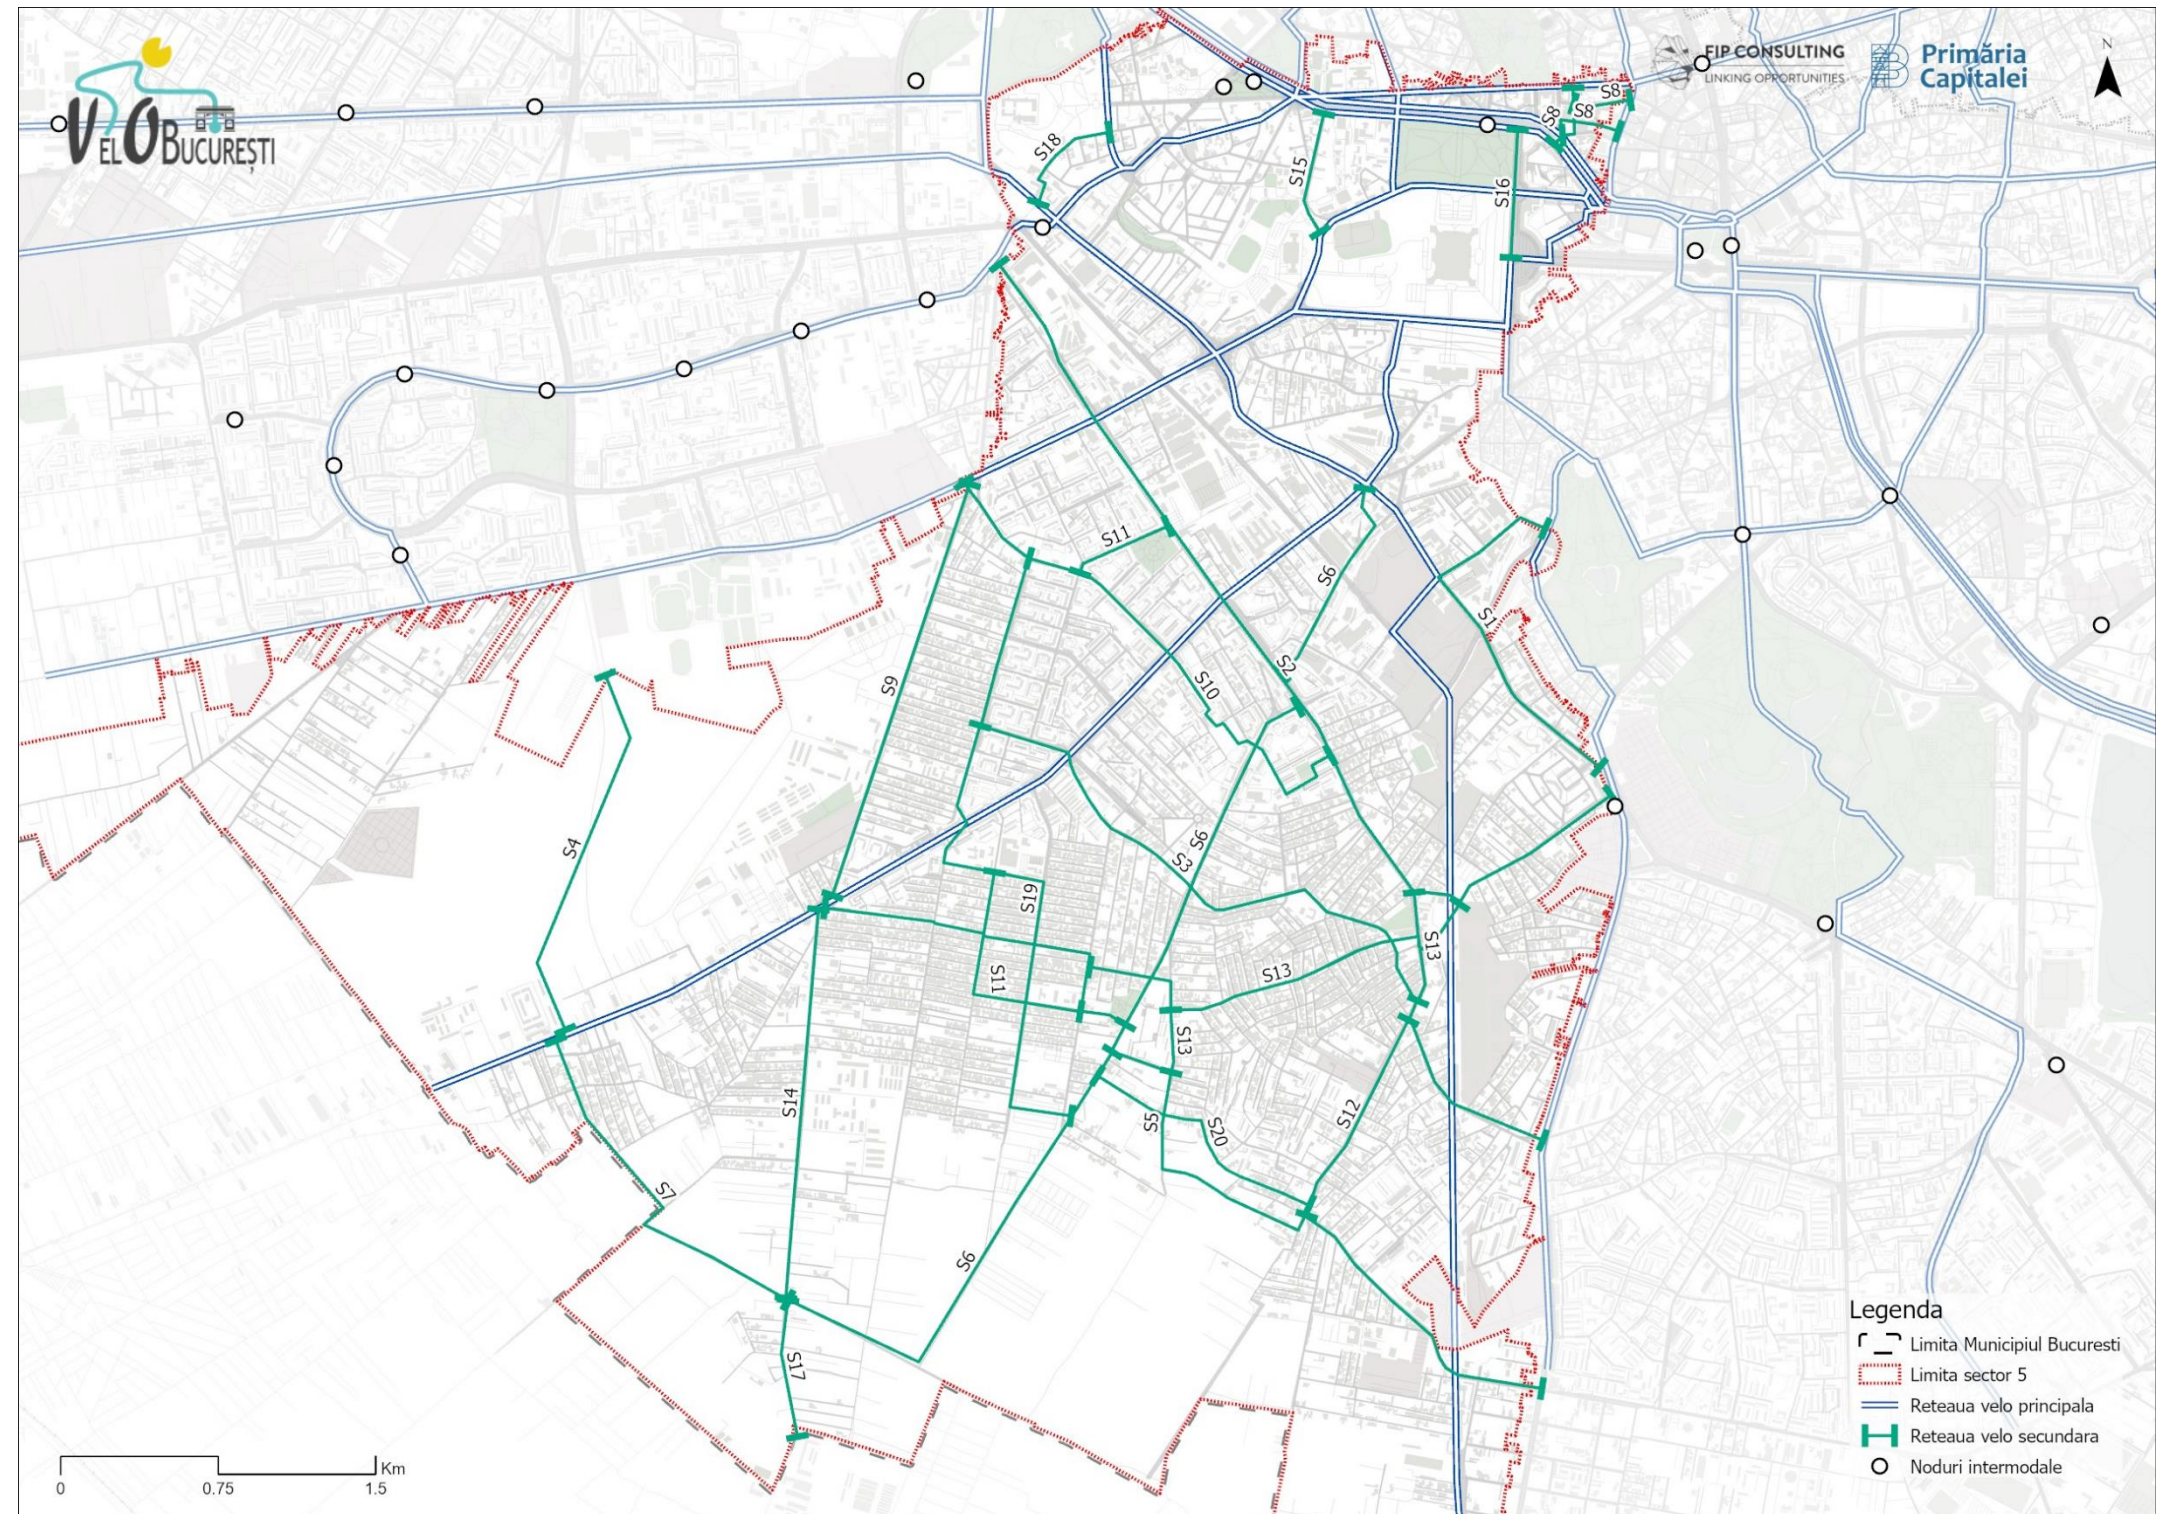 VELO BUCUREȘTI
FIP CONSULTING
LINKING OPPORTUNITIES
Primăria
Capitalei
N
S8
S8
S8
S18
S15
S16
S11
S6
S1
S2
S10
S9
S4
S6
S3
S19
S13
S13
S11
S13
S14
S5
S20
S12
S7
S6
S17
Legenda
Limita Municipiul Bucuresti
Limita sector 5
Reteaua velo principala
Reteaua velo secundara
Noduri intermodale
Km
0 0.75 1.5